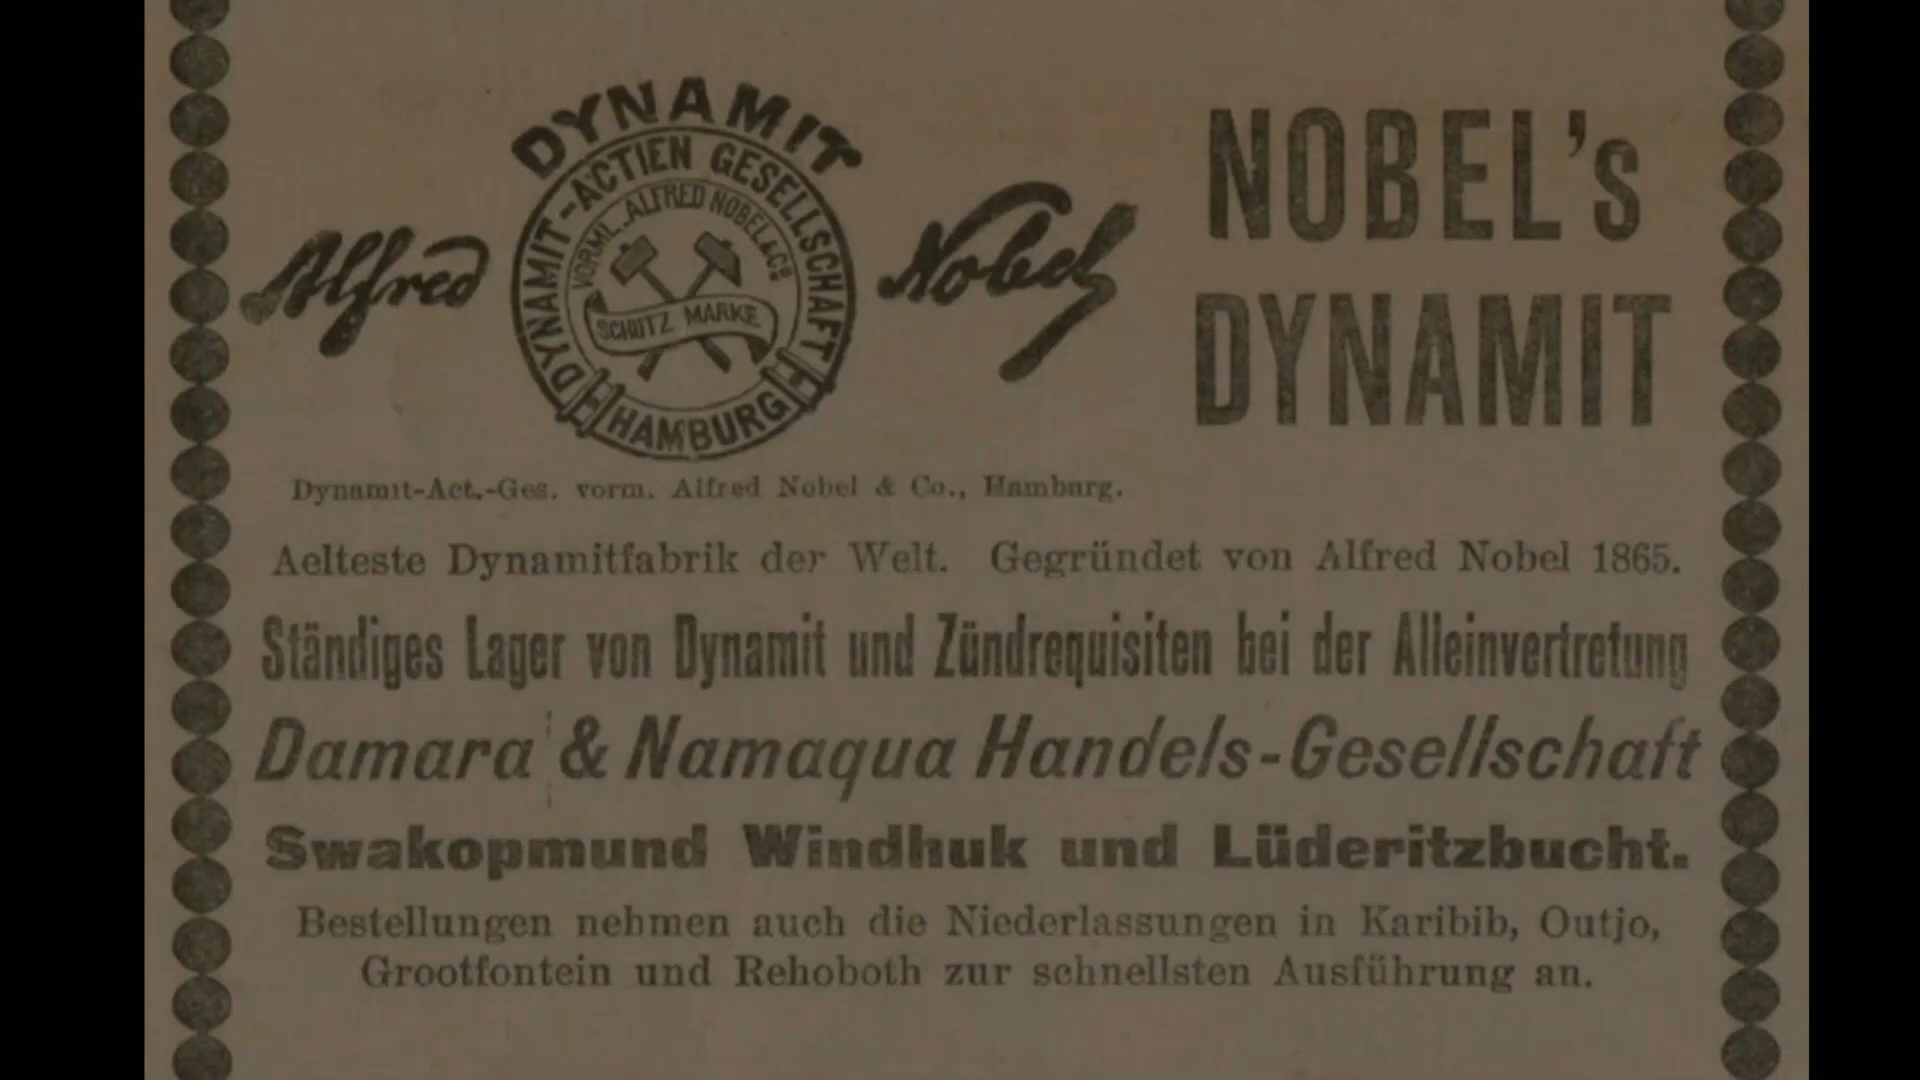 DYNAMIT
DYNAMIT-ACTIEN GESELLSCHAFT
VORML. ALFRED NOBEL & Co
SCHUTZ MARKE
HAMBURG
Alfred Nobel
NOBEL's
DYNAMIT
Dynamit-Act.-Ges. vorm. Alfred Nobel & Co., Hamburg.
Aelteste Dynamitfabrik der Welt. Gegründet von Alfred Nobel 1865.
Ständiges Lager von Dynamit und Zündrequisiten bei der Alleinvertretung
Damara & Namaqua Handels-Gesellschaft
Swakopmund Windhuk und Lüderitzbucht.
Bestellungen nehmen auch die Niederlassungen in Karibib, Outjo,
Grootfontein und Rehoboth zur schnellsten Ausführung an.